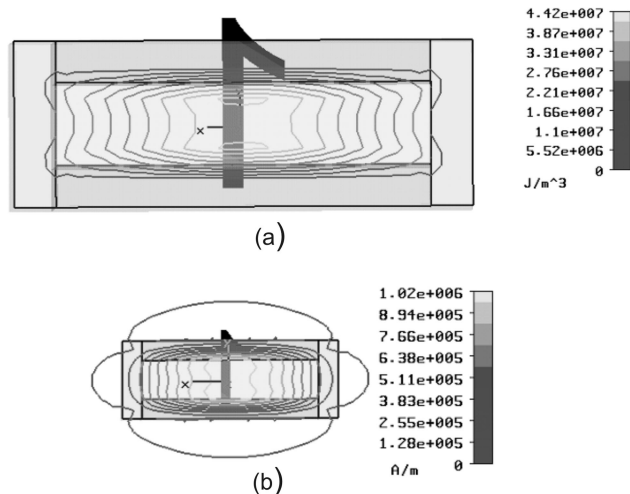 4.42e+007
3.87e+007
3.31e+007
2.76e+007
2.21e+007
1.66e+007
1.1e+007
5.52e+006
0
J/m^3
x
(a)
1.02e+006
8.94e+005
7.66e+005
6.38e+005
5.11e+005
3.83e+005
2.55e+005
1.28e+005
0
A/m
x
(b)